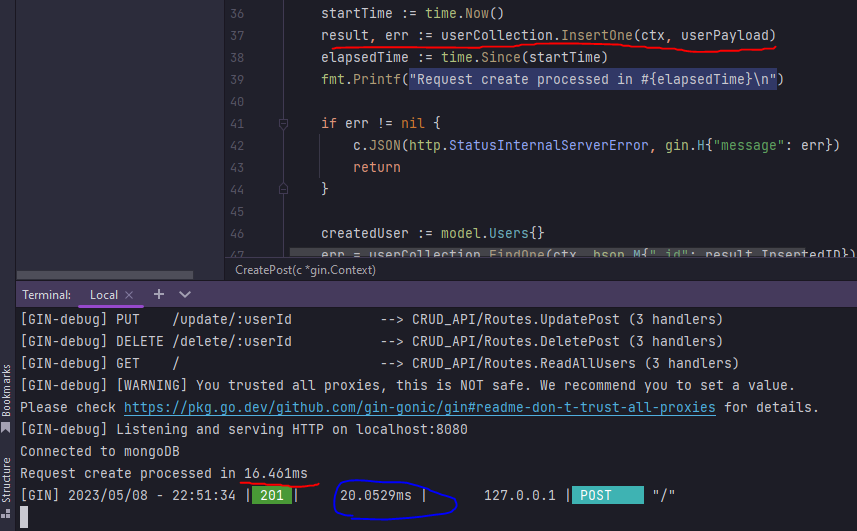 36 startTime := time.Now()
37 result, err := userCollection.InsertOne(ctx, userPayload)
38 elapsedTime := time.Since(startTime)
39 fmt.Printf("Request create processed in #{elapsedTime}\n")
40
41 if err != nil {
42 c.JSON(http.StatusInternalServerError, gin.H{"message": err})
43 return
44 }
45
46 createdUser := model.Users{}
47 err = userCollection.FindOne(ctx, bson.M{"_id": result.InsertedID})
CreatePost(c *gin.Context)
Terminal: Local × +
[GIN-debug] PUT /update/:userId --> CRUD_API/Routes.UpdatePost (3 handlers)
[GIN-debug] DELETE /delete/:userId --> CRUD_API/Routes.DeletePost (3 handlers)
[GIN-debug] GET / --> CRUD_API/Routes.ReadAllUsers (3 handlers)
[GIN-debug] [WARNING] You trusted all proxies, this is NOT safe. We recommend you to set a value.
Please check https://pkg.go.dev/github.com/gin-gonic/gin#readme-don-t-trust-all-proxies for details.
[GIN-debug] Listening and serving HTTP on localhost:8080
Connected to mongoDB
Request create processed in 16.461ms
[GIN] 2023/05/08 - 22:51:34 | 201 | 20.0529ms | 127.0.0.1 | POST "/"
Bookmarks
Structure